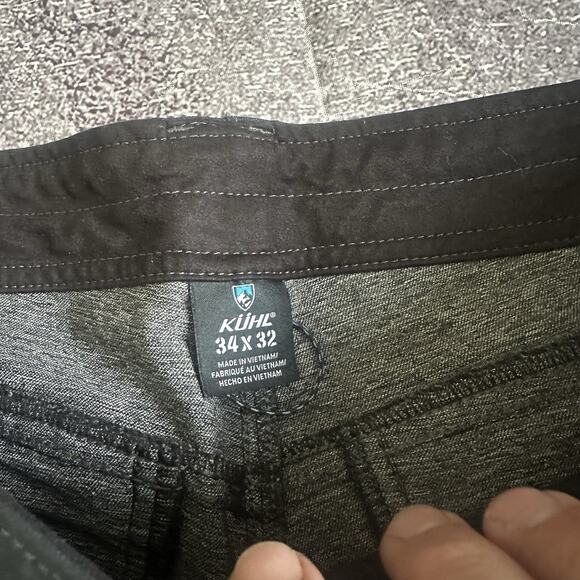 KÜHL®
34 X 32
MADE IN VIETNAM/
FABRIQUÉ AU VIETNAM/
HECHO EN VIETNAM